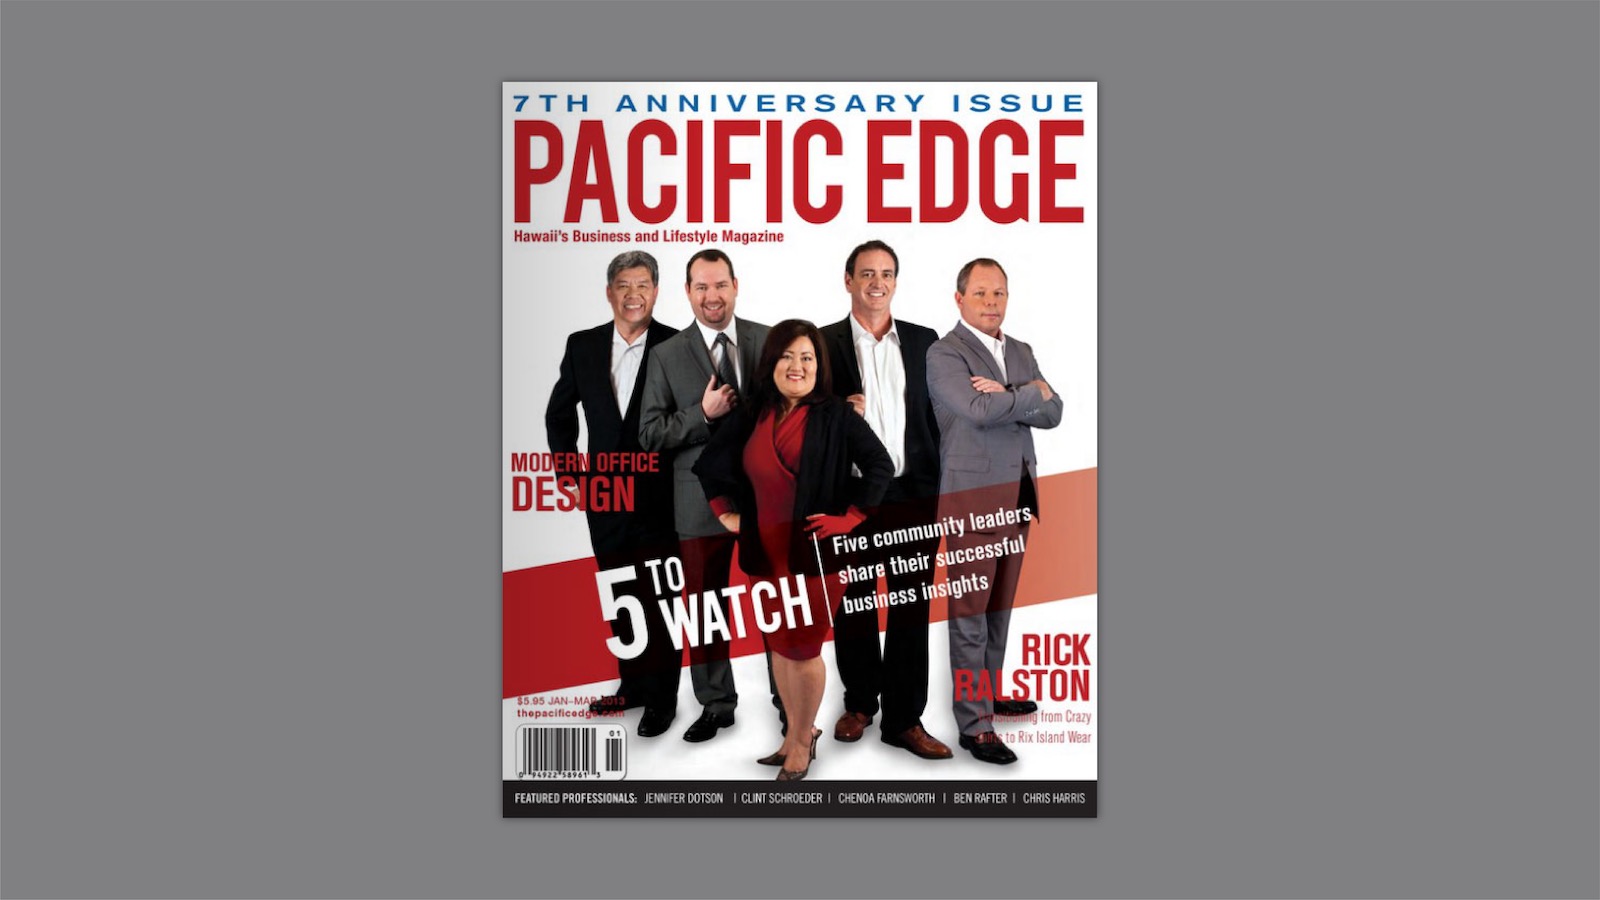 7TH ANNIVERSARY ISSUE
PACIFIC EDGE
Hawaii's Business and Lifestyle Magazine
MODERN OFFICE
DESIGN
5 TO
WATCH
Five community leaders
share their successful
business insights
RICK
RALSTON
from Crazy
to Rix Island Wear
$5.95 JAN–MAR 2013
thepacificedge.com
01
0 94922 58961 3
FEATURED PROFESSIONALS: JENNIFER DOTSON | CLINT SCHROEDER | CHENOA FARNSWORTH | BEN RAFTER | CHRIS HARRIS